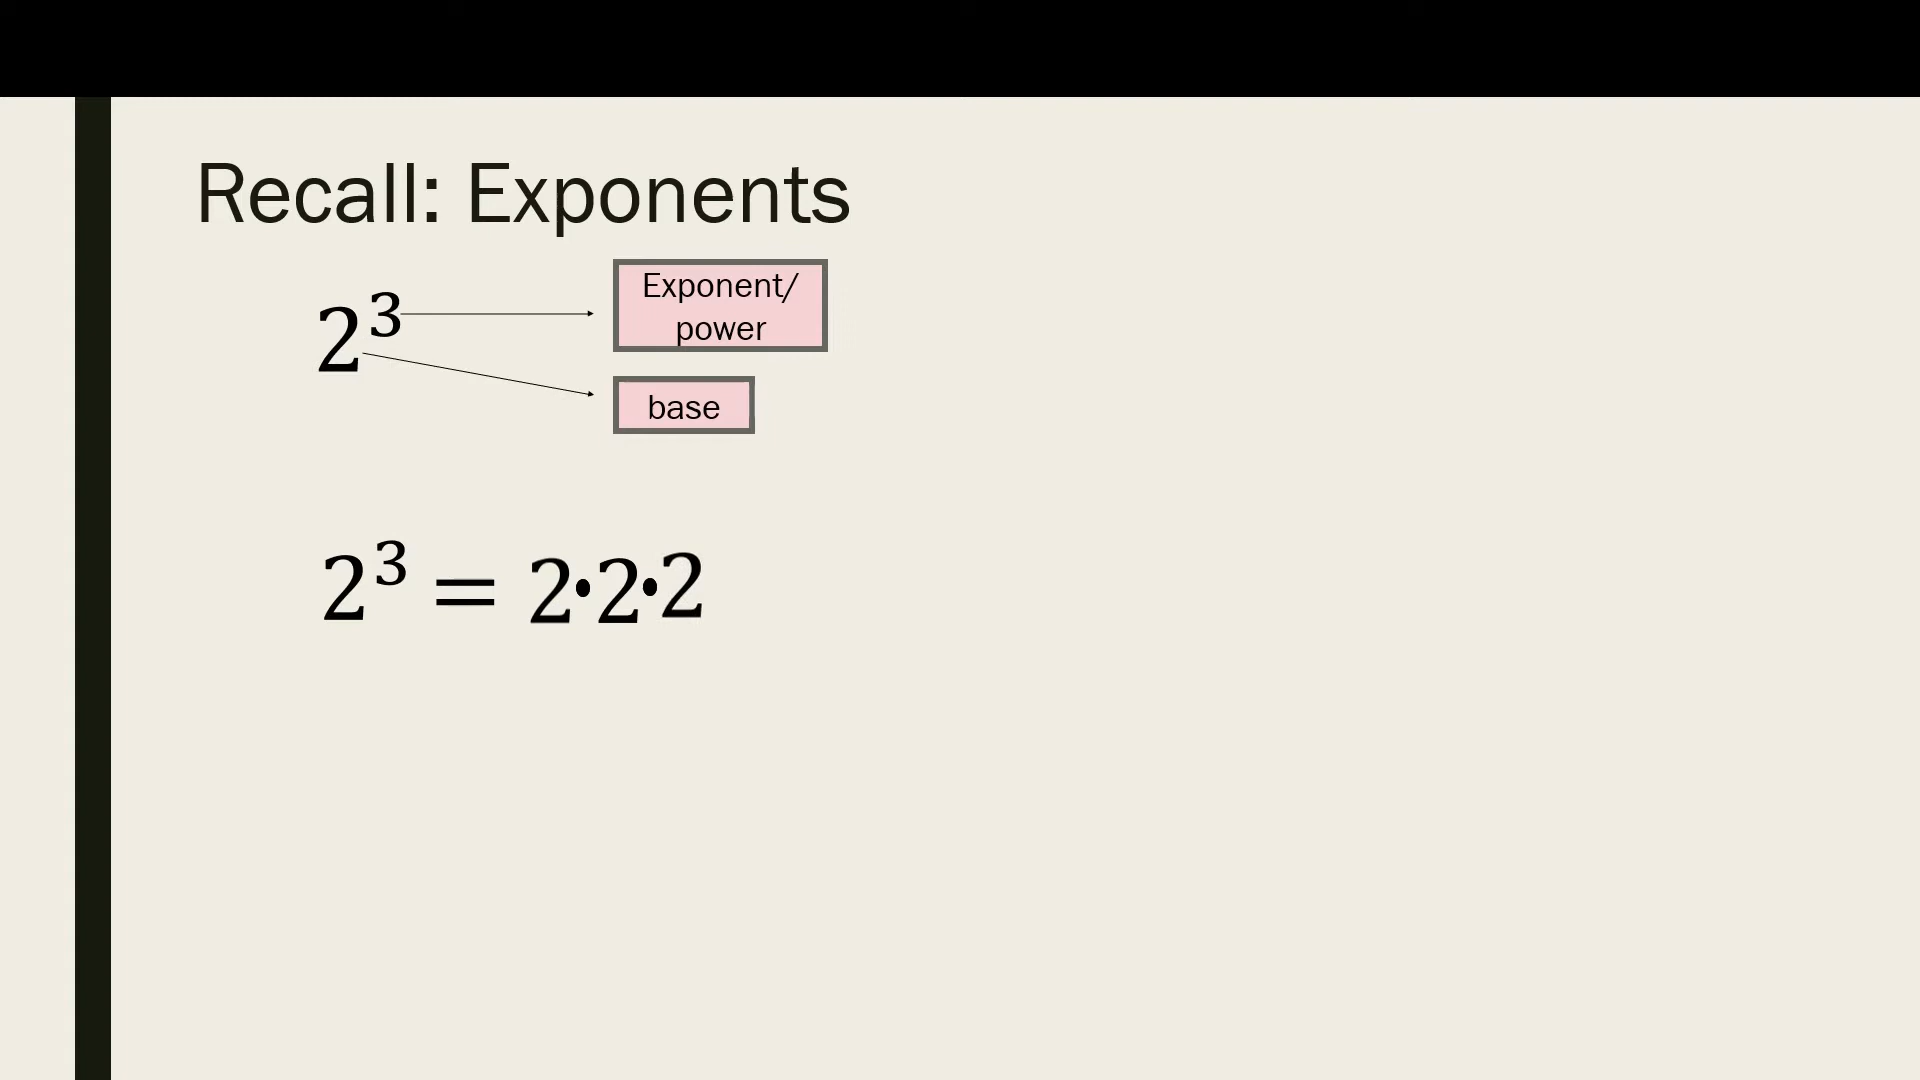 Recall: Exponents
2³
Exponent/
power
base
2³ = 2•2•2